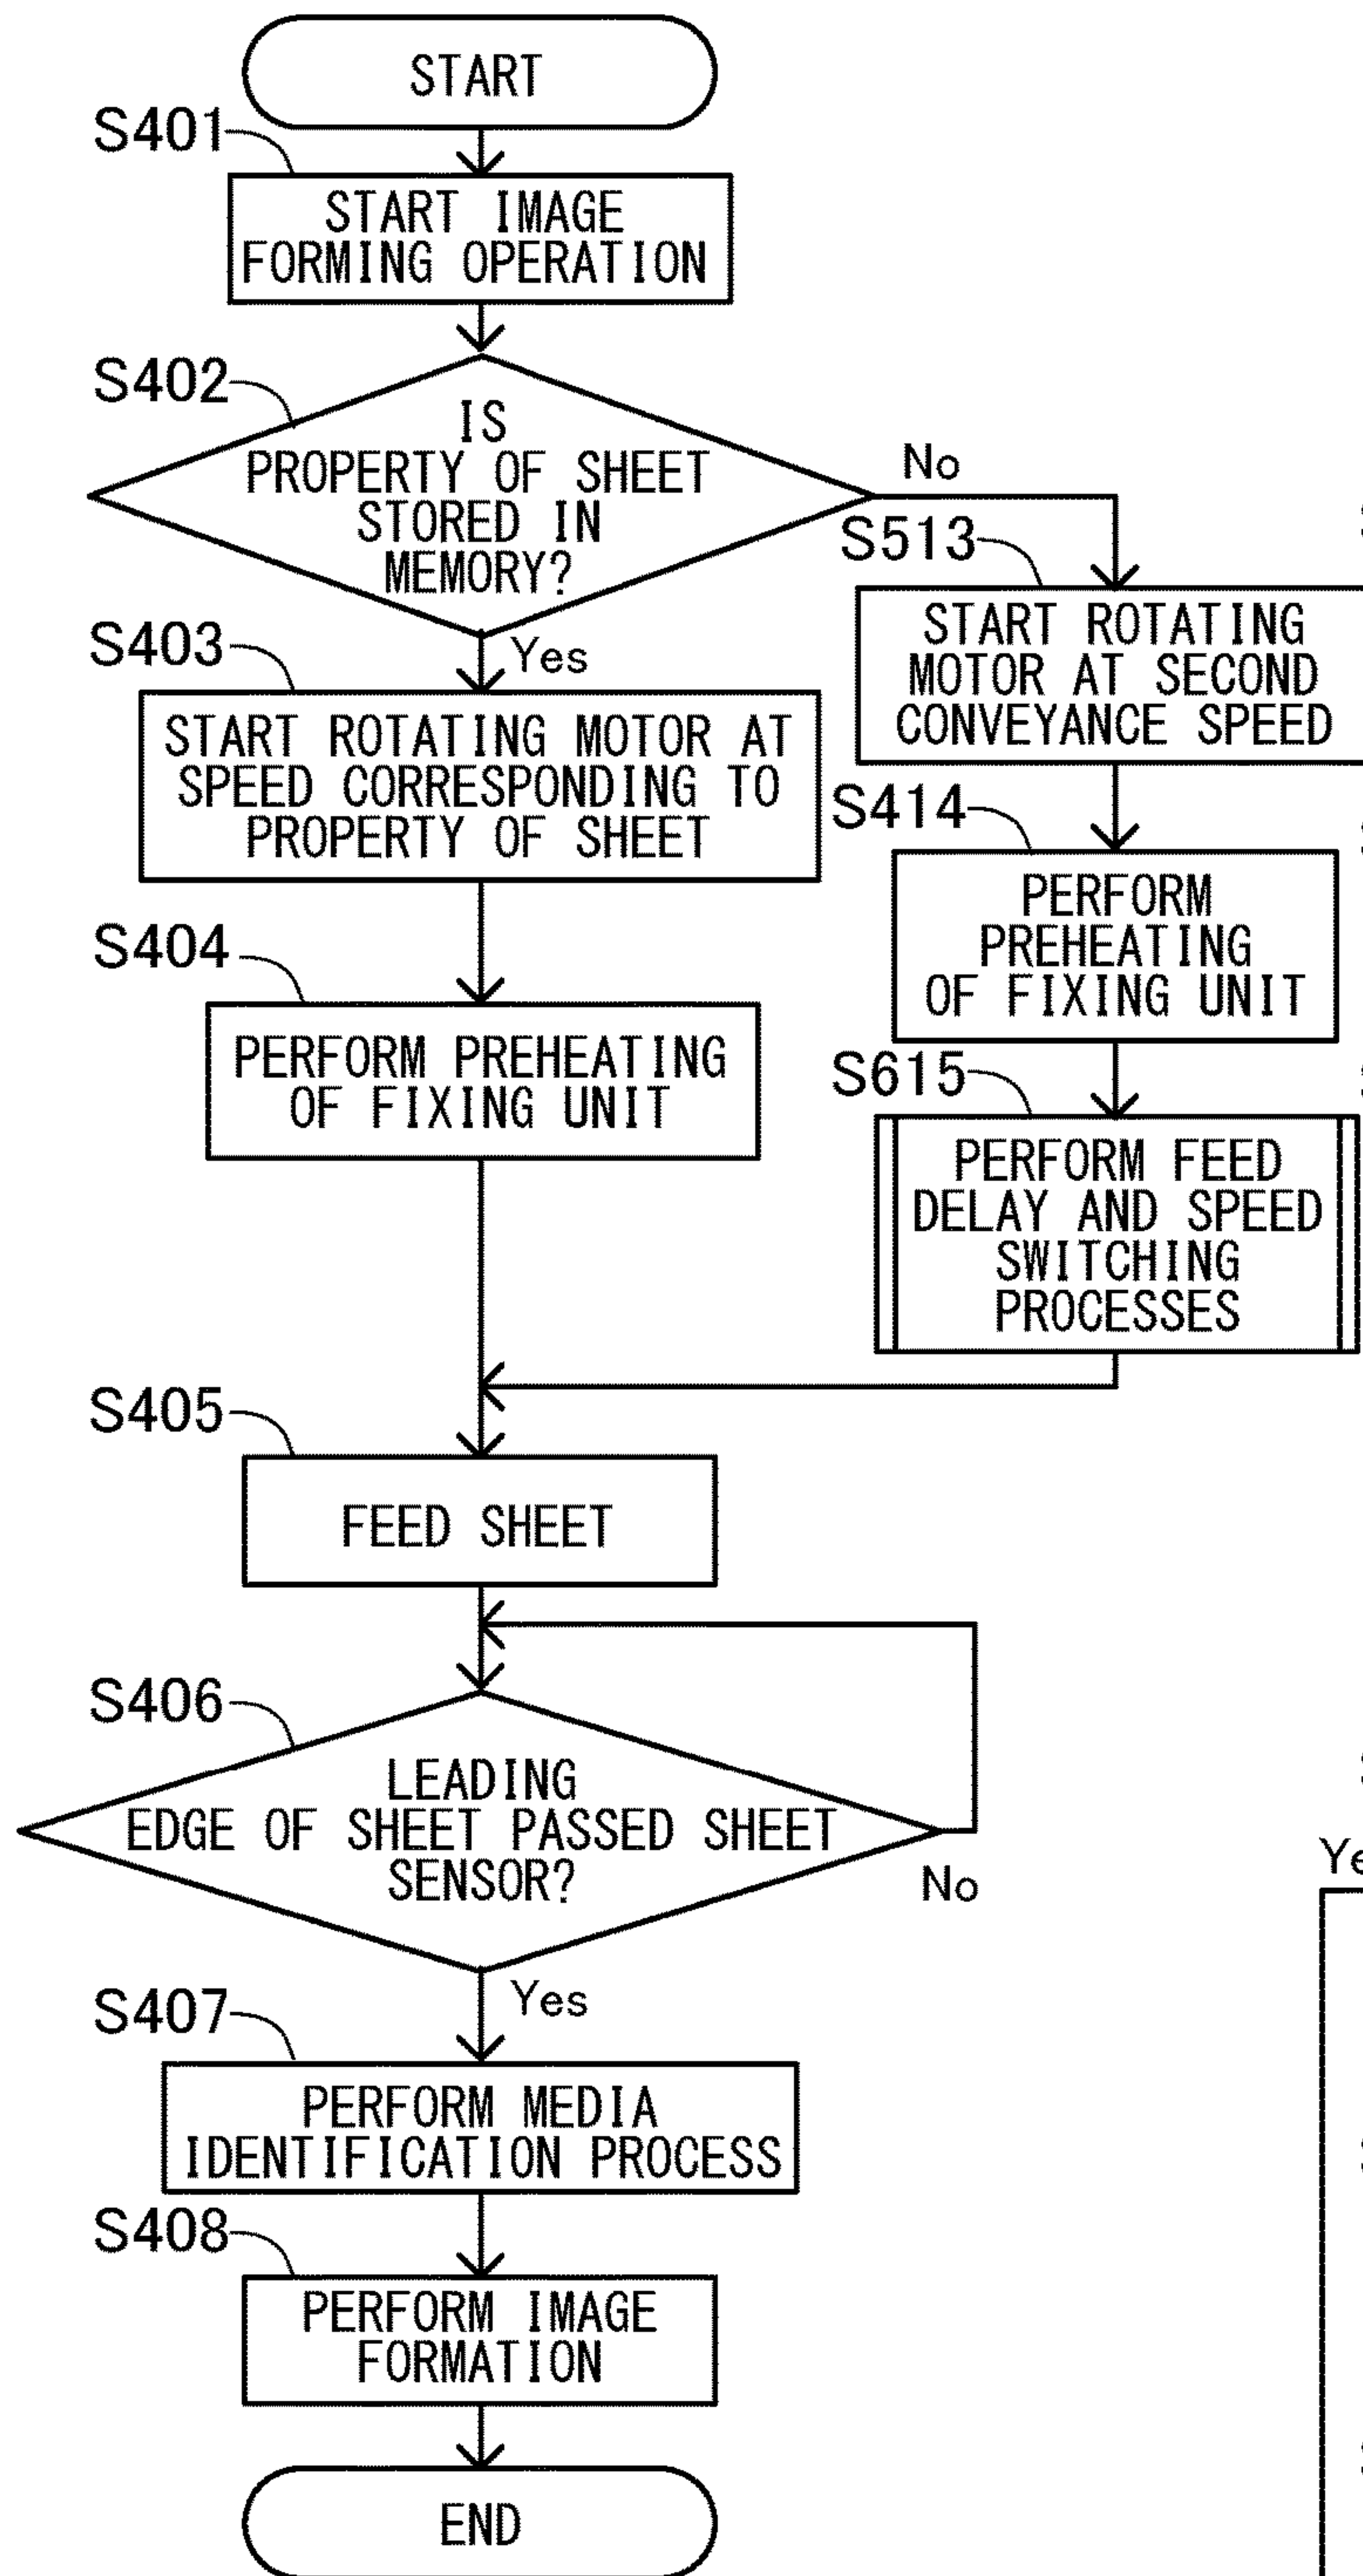 START
S401
START IMAGE
FORMING OPERATION
S402
IS
PROPERTY OF SHEET
STORED IN
MEMORY?
No
Yes
S513
START ROTATING
MOTOR AT SECOND
CONVEYANCE SPEED
S403
START ROTATING MOTOR AT
SPEED CORRESPONDING TO
PROPERTY OF SHEET
S414
PERFORM
PREHEATING
OF FIXING UNIT
S404
PERFORM PREHEATING
OF FIXING UNIT
S615
PERFORM FEED
DELAY AND SPEED
SWITCHING
PROCESSES
S405
FEED SHEET
S406
LEADING
EDGE OF SHEET PASSED SHEET
SENSOR?
No
Yes
S407
PERFORM MEDIA
IDENTIFICATION PROCESS
S408
PERFORM IMAGE
FORMATION
END